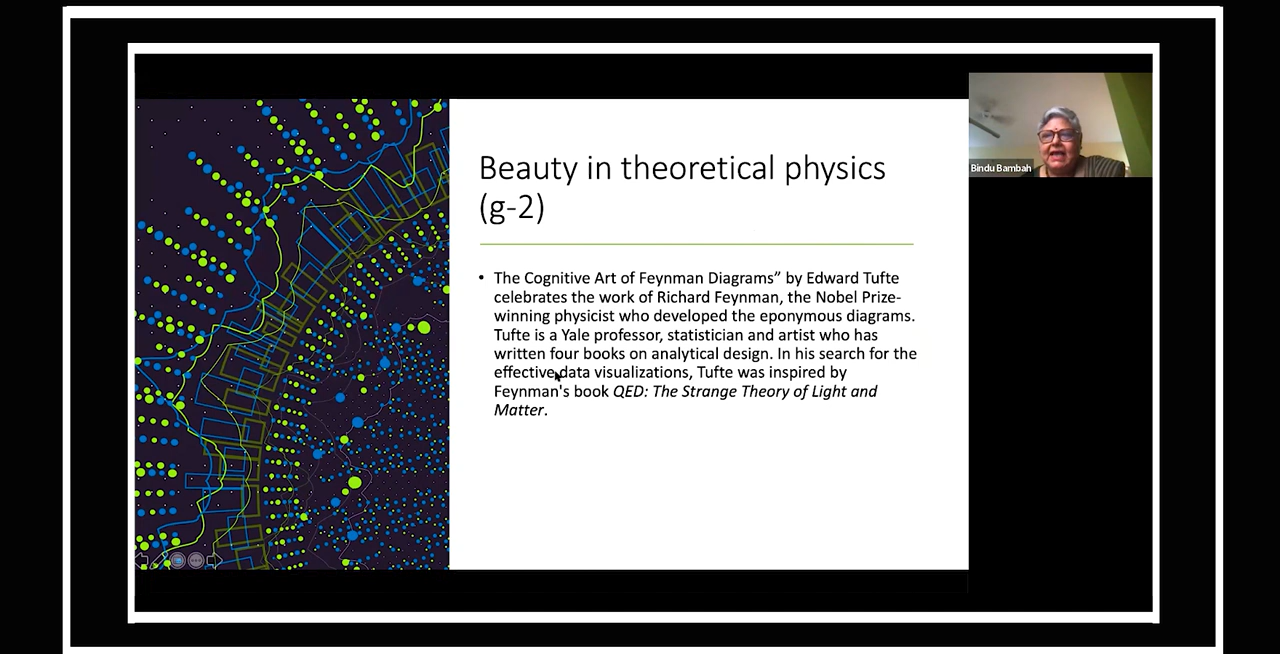 Beauty in theoretical physics
(g-2)
• The Cognitive Art of Feynman Diagrams” by Edward Tufte
celebrates the work of Richard Feynman, the Nobel Prize-
winning physicist who developed the eponymous diagrams.
Tufte is a Yale professor, statistician and artist who has
written four books on analytical design. In his search for the
effective data visualizations, Tufte was inspired by
Feynman's book QED: The Strange Theory of Light and
Matter.
Bindu Bambah